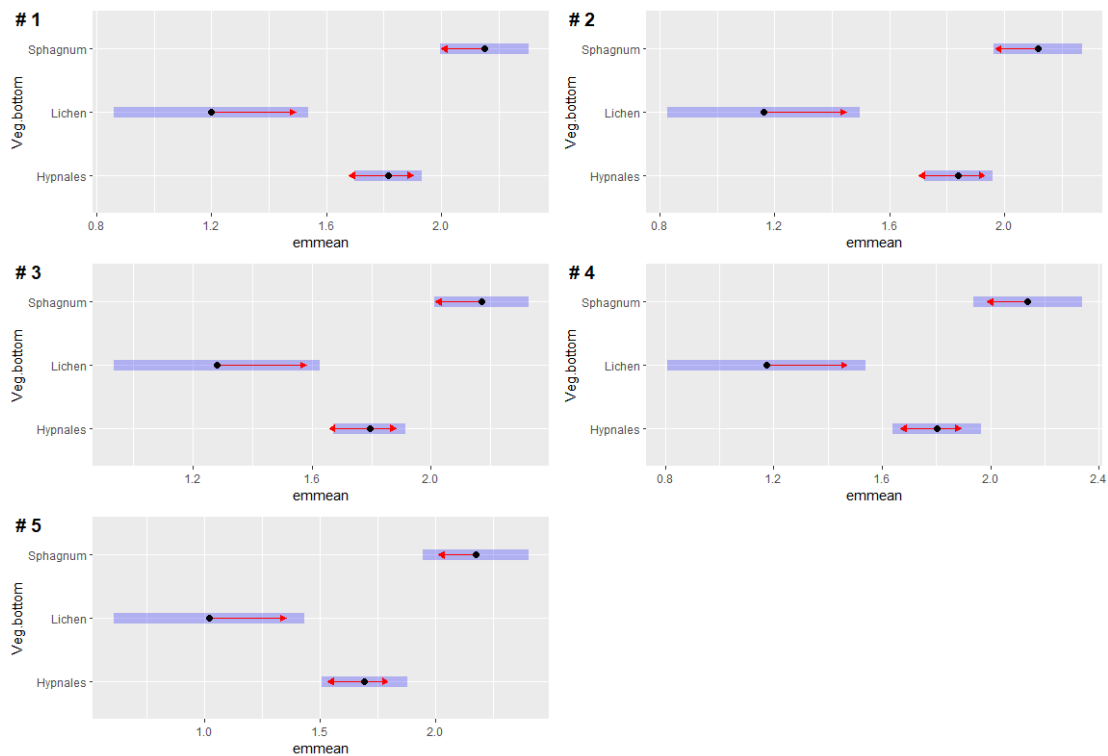 # 1
Sphagnum
Lichen
Hypnales
Veg.bottom
0.8 1.2 1.6 2.0
emmean
# 2
Sphagnum
Lichen
Hypnales
Veg.bottom
0.8 1.2 1.6 2.0
emmean
# 3
Sphagnum
Lichen
Hypnales
Veg.bottom
1.2 1.6 2.0
emmean
# 4
Sphagnum
Lichen
Hypnales
Veg.bottom
0.8 1.2 1.6 2.0 2.4
emmean
# 5
Sphagnum
Lichen
Hypnales
Veg.bottom
1.0 1.5 2.0
emmean